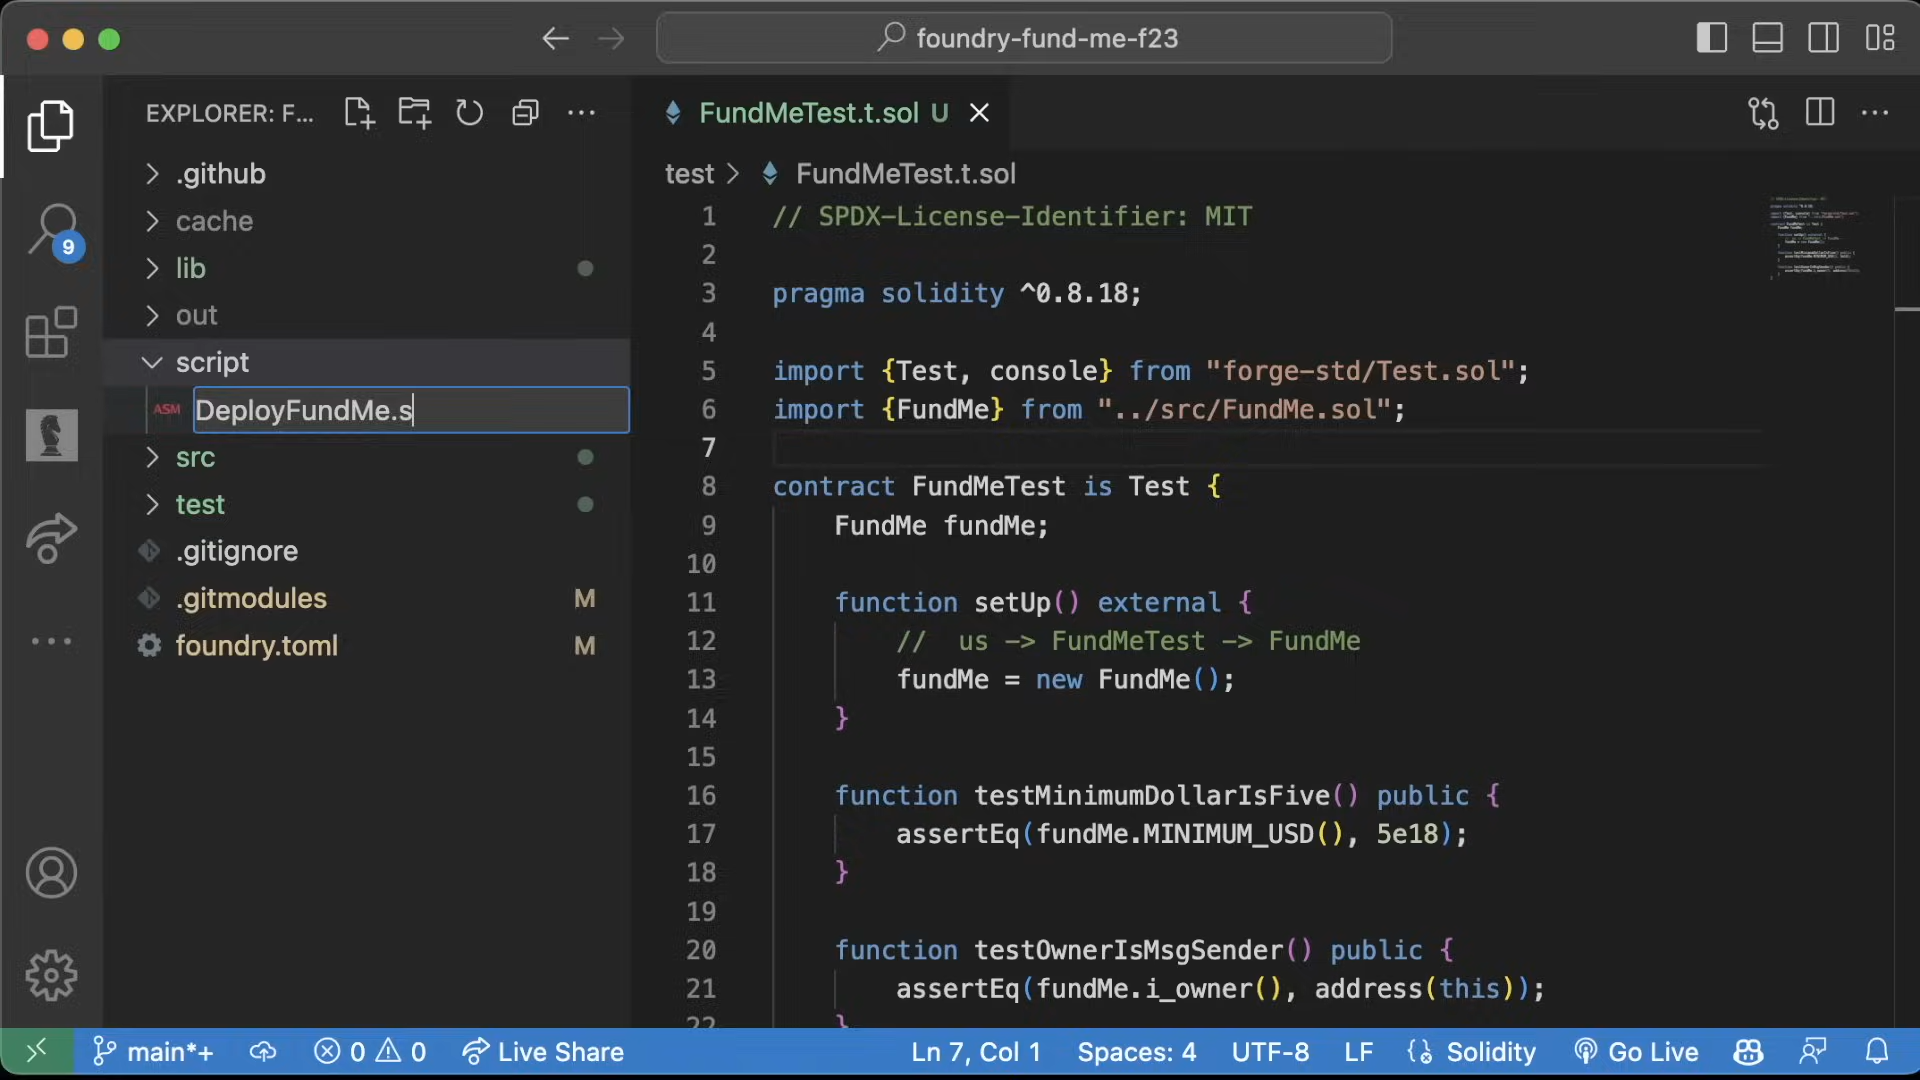 foundry-fund-me-f23
EXPLORER: F...
.github
cache
lib
out
script
ASM DeployFundMe.s
src
test
.gitignore
.gitmodules M
foundry.toml M
9
FundMeTest.t.sol U
test > FundMeTest.t.sol
1 // SPDX-License-Identifier: MIT
2
3 pragma solidity ^0.8.18;
4
5 import {Test, console} from "forge-std/Test.sol";
6 import {FundMe} from "../src/FundMe.sol";
7
8 contract FundMeTest is Test {
9 FundMe fundMe;
10
11 function setUp() external {
12 // us -> FundMeTest -> FundMe
13 fundMe = new FundMe();
14 }
15
16 function testMinimumDollarIsFive() public {
17 assertEq(fundMe.MINIMUM_USD(), 5e18);
18 }
19
20 function testOwnerIsMsgSender() public {
21 assertEq(fundMe.i_owner(), address(this));
22 }
main*+ 0 0 Live Share Ln 7, Col 1 Spaces: 4 UTF-8 LF Solidity Go Live